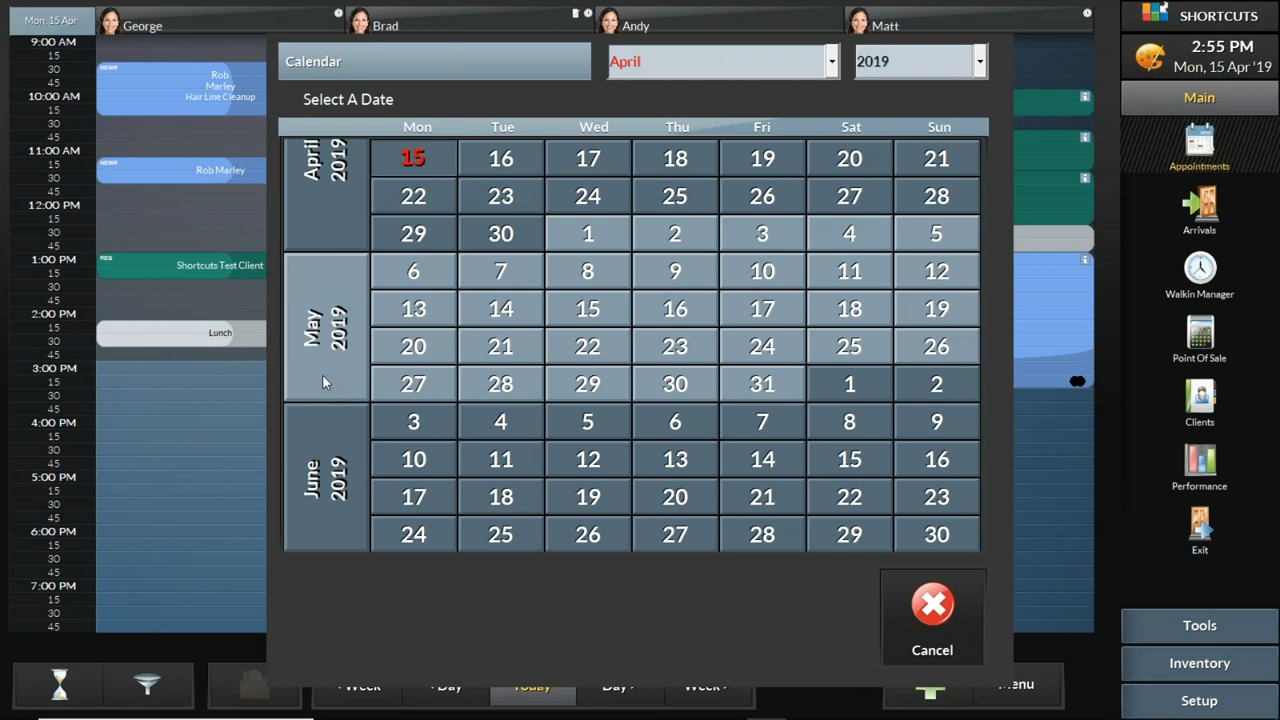 Mon, 15 Apr
George
Brad
Andy
Matt
SHORTCUTS
2:55 PM
Mon, 15 Apr '19
Main
Appointments
Arrivals
Walkin Manager
Point Of Sale
Clients
Performance
Exit
Tools
Inventory
Setup
9:00 AM
15
30
45
10:00 AM
15
30
45
11:00 AM
15
30
45
12:00 PM
15
30
45
1:00 PM
15
30
45
2:00 PM
15
30
45
3:00 PM
15
30
45
4:00 PM
15
30
45
5:00 PM
15
30
45
6:00 PM
15
30
45
7:00 PM
15
30
45
NEWR
Rob
Marley
Hair Line Cleanup
NEWR
Rob Marley
REQ
Shortcuts Test Client
Lunch
Calendar
April
2019
Select A Date
Mon Tue Wed Thu Fri Sat Sun
April
2019
15 16 17 18 19 20 21
22 23 24 25 26 27 28
29 30 1 2 3 4 5
May
2019
6 7 8 9 10 11 12
13 14 15 16 17 18 19
20 21 22 23 24 25 26
27 28 29 30 31 1 2
June
2019
3 4 5 6 7 8 9
10 11 12 13 14 15 16
17 18 19 20 21 22 23
24 25 26 27 28 29 30
Cancel
‹Week
‹Day
Today
Day›
Week›
Menu